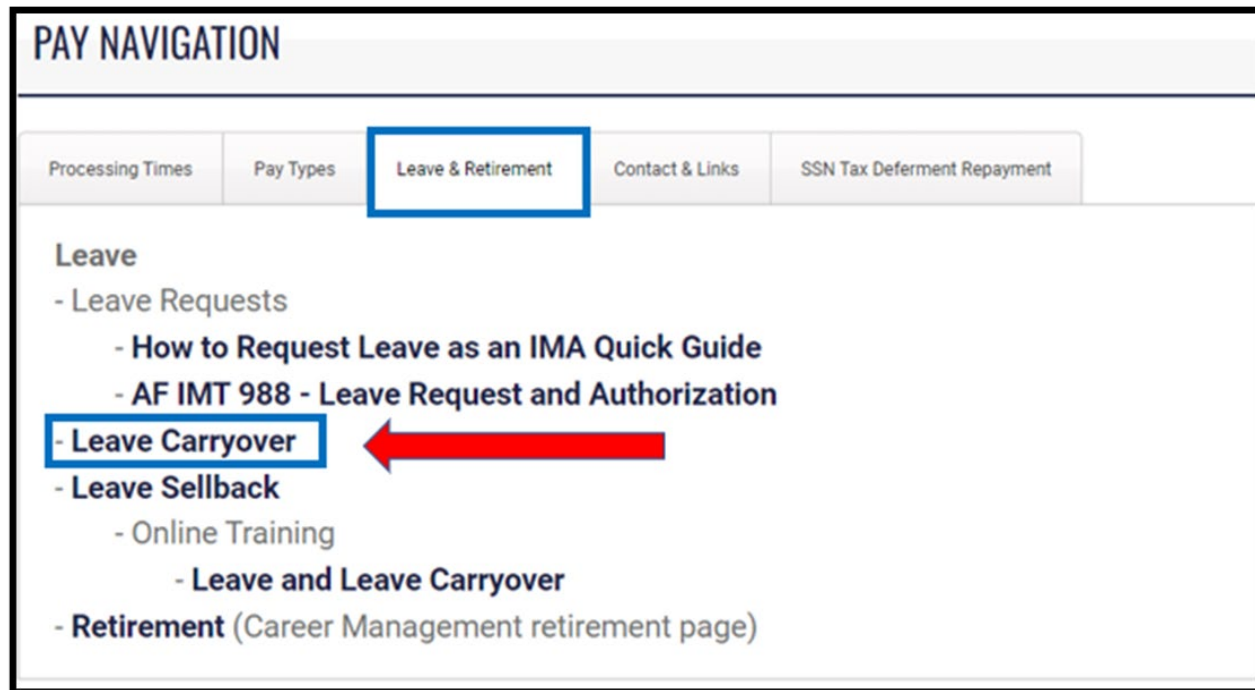 PAY NAVIGATION
Processing Times Pay Types Leave & Retirement Contact & Links SSN Tax Deferment Repayment
Leave
- Leave Requests
- How to Request Leave as an IMA Quick Guide
- AF IMT 988 - Leave Request and Authorization
- Leave Carryover
- Leave Sellback
- Online Training
- Leave and Leave Carryover
- Retirement (Career Management retirement page)